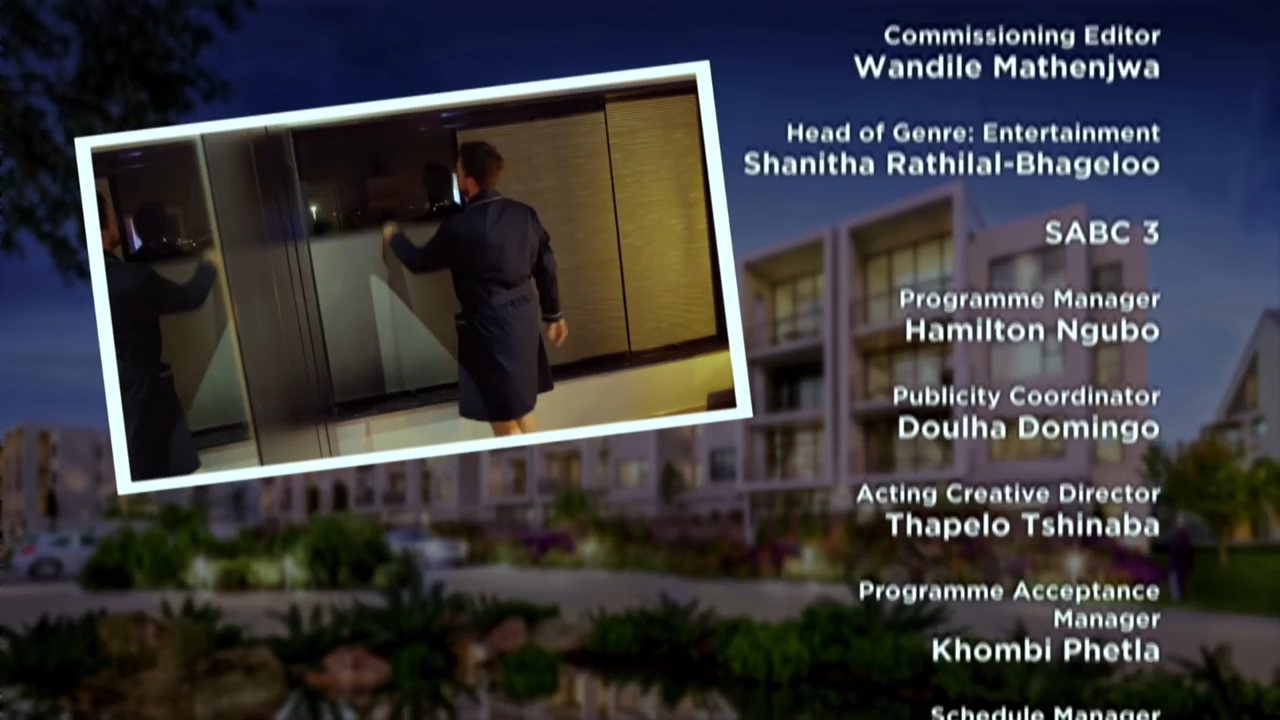 Commissioning Editor
Wandile Mathenjwa
Head of Genre: Entertainment
Shanitha Rathilal-Bhageloo
SABC 3
Programme Manager
Hamilton Ngubo
Publicity Coordinator
Doulha Domingo
Acting Creative Director
Thapelo Tshinaba
Programme Acceptance
Manager
Khombi Phetla
Schedule Manager